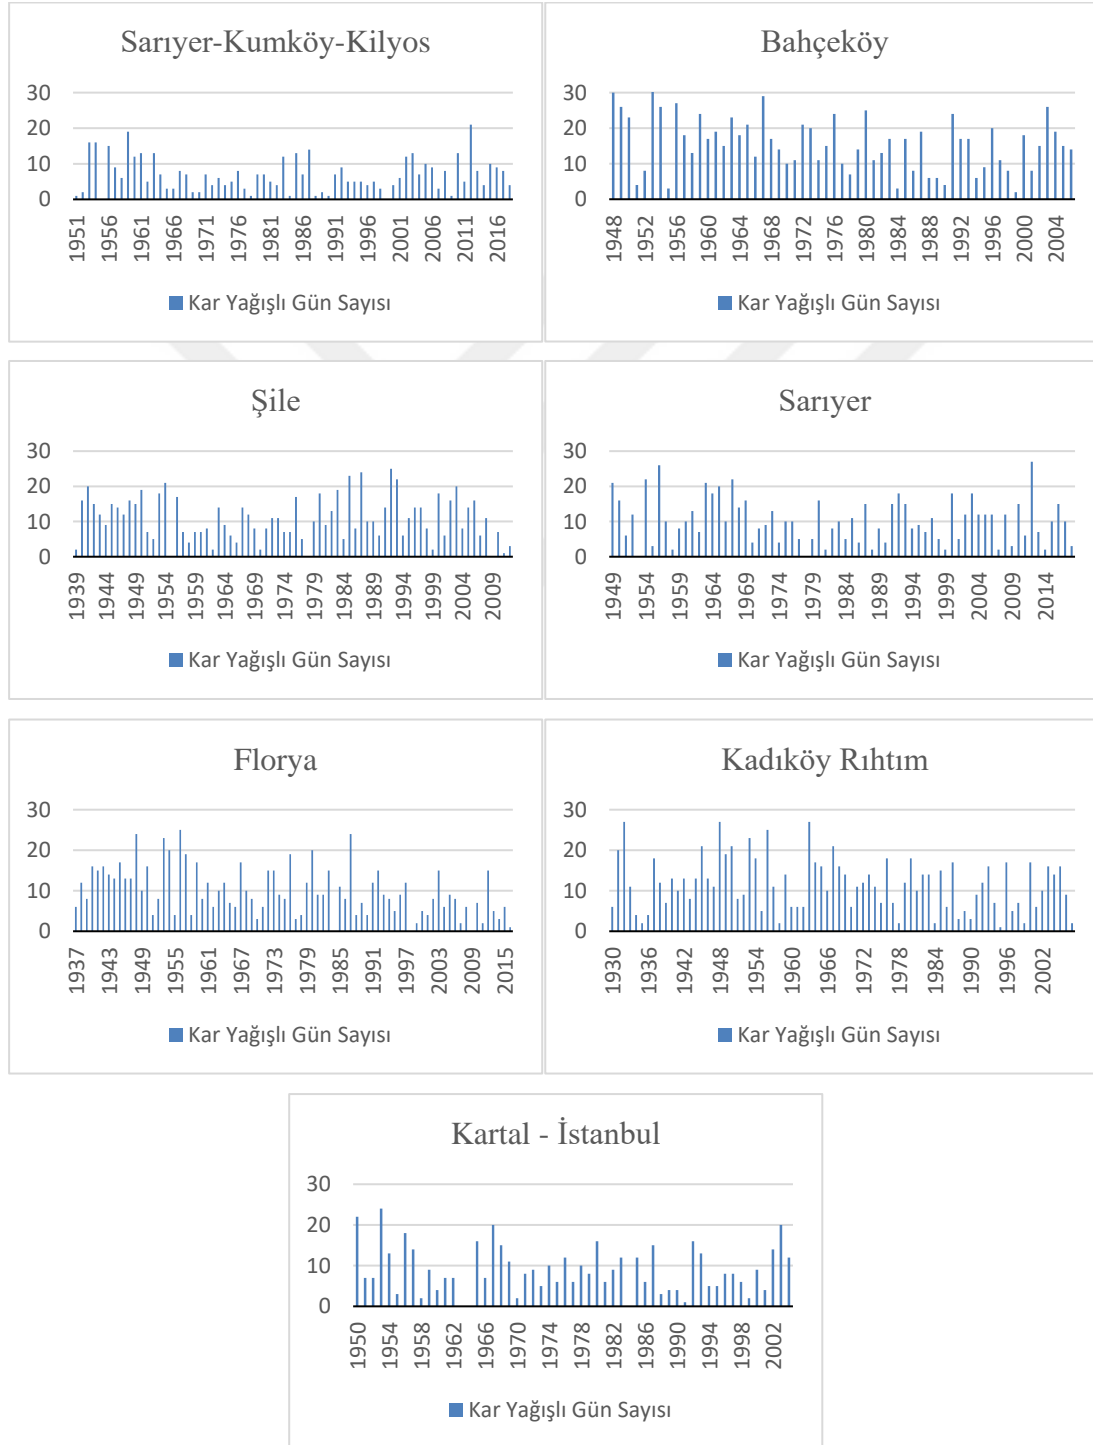 Sarıyer-Kumköy-Kilyos
30
20
10
0
1951 1956 1961 1966 1971 1976 1981 1986 1991 1996 2001 2006 2011 2016
Kar Yağışlı Gün Sayısı
Bahçeköy
30
20
10
0
1948 1952 1956 1960 1964 1968 1972 1976 1980 1984 1988 1992 1996 2000 2004
Kar Yağışlı Gün Sayısı
Şile
30
20
10
0
1939 1944 1949 1954 1959 1964 1969 1974 1979 1984 1989 1994 1999 2004 2009
Kar Yağışlı Gün Sayısı
Sarıyer
30
20
10
0
1949 1954 1959 1964 1969 1974 1979 1984 1989 1994 1999 2004 2009 2014
Kar Yağışlı Gün Sayısı
Florya
30
20
10
0
1937 1943 1949 1955 1961 1967 1973 1979 1985 1991 1997 2003 2009 2015
Kar Yağışlı Gün Sayısı
Kadıköy Rıhtım
30
20
10
0
1930 1936 1942 1948 1954 1960 1966 1972 1978 1984 1990 1996 2002
Kar Yağışlı Gün Sayısı
Kartal - İstanbul
30
20
10
0
1950 1954 1958 1962 1966 1970 1974 1978 1982 1986 1990 1994 1998 2002
Kar Yağışlı Gün Sayısı